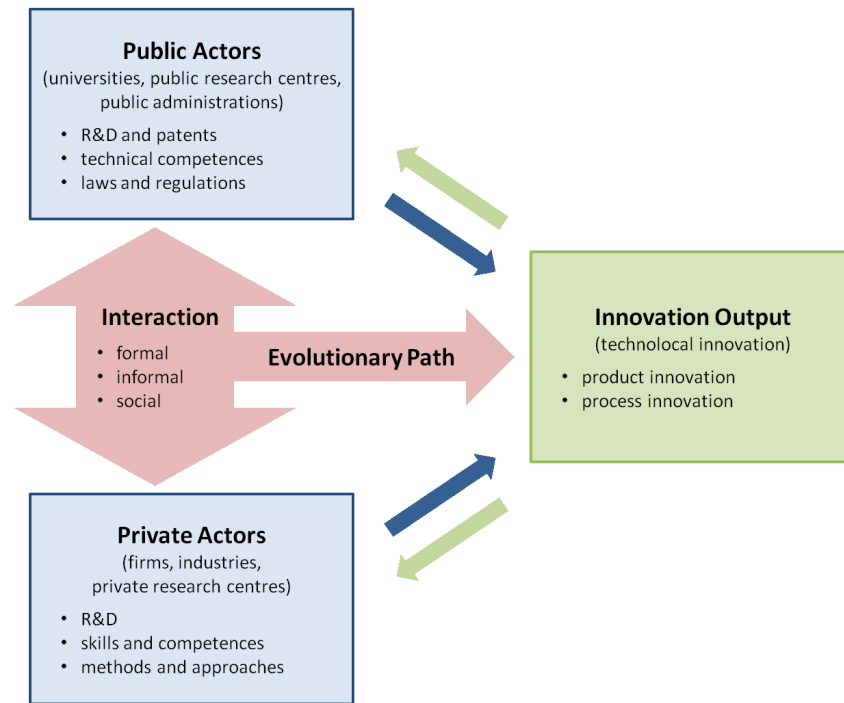 Public Actors
(universities, public research centres,
public administrations)
• R&D and patents
• technical competences
• laws and regulations
Interaction
• formal
• informal
• social
Evolutionary Path
Innovation Output
(technolocal innovation)
• product innovation
• process innovation
Private Actors
(firms, industries,
private research centres)
• R&D
• skills and competences
• methods and approaches